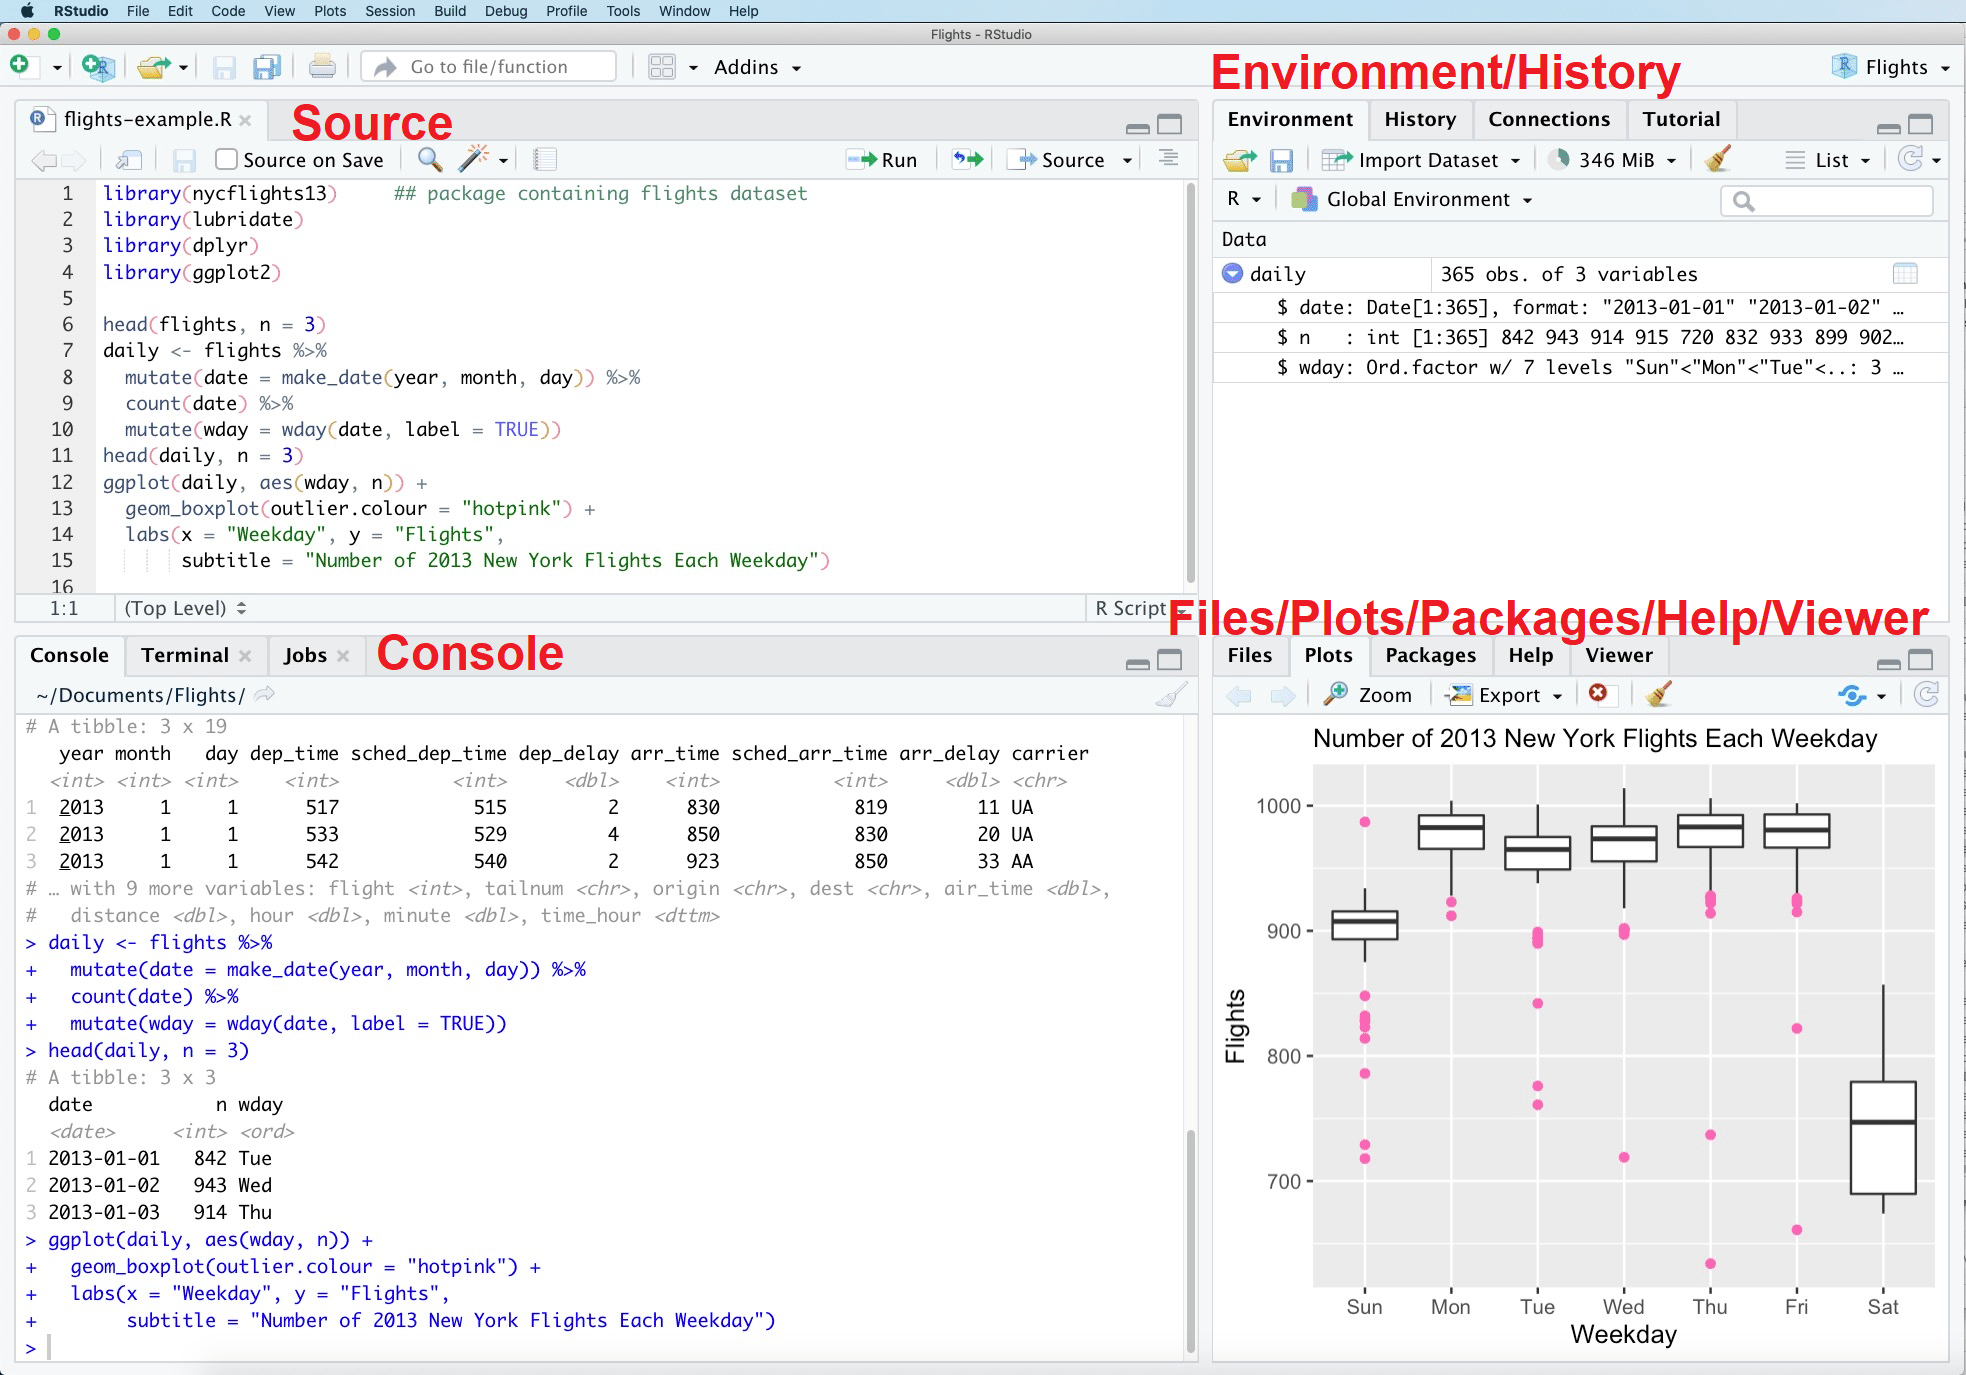 RStudio File Edit Code View Plots Session Build Debug Profile Tools Window Help
Flights - RStudio
Go to file/function Addins
Environment/History
Flights
flights-example.R
Source
Source on Save Run Source
1 library(nycflights13)     ## package containing flights dataset
2 library(lubridate)
3 library(dplyr)
4 library(ggplot2)
5
6 head(flights, n = 3)
7 daily <- flights %>%
8   mutate(date = make_date(year, month, day)) %>%
9   count(date) %>%
10   mutate(wday = wday(date, label = TRUE))
11 head(daily, n = 3)
12 ggplot(daily, aes(wday, n)) +
13   geom_boxplot(outlier.colour = "hotpink") +
14   labs(x = "Weekday", y = "Flights",
15        subtitle = "Number of 2013 New York Flights Each Weekday")
16
1:1 (Top Level) R Script
Environment History Connections Tutorial
Import Dataset 346 MiB List
R Global Environment
Data
daily 365 obs. of 3 variables
$ date: Date[1:365], format: "2013-01-01" "2013-01-02" …
$ n   : int [1:365] 842 943 914 915 720 832 933 899 902…
$ wday: Ord.factor w/ 7 levels "Sun"<"Mon"<"Tue"<..: 3 …
Console Terminal Jobs
Console
~/Documents/Flights/
# A tibble: 3 x 19
   year month   day dep_time sched_dep_time dep_delay arr_time sched_arr_time arr_delay carrier
  <int> <int> <int>    <int>          <int>     <dbl>    <int>          <int>     <dbl> <chr>
1  2013     1     1      517            515         2      830            819        11 UA
2  2013     1     1      533            529         4      850            830        20 UA
3  2013     1     1      542            540         2      923            850        33 AA
# … with 9 more variables: flight <int>, tailnum <chr>, origin <chr>, dest <chr>, air_time <dbl>,
#   distance <dbl>, hour <dbl>, minute <dbl>, time_hour <dttm>
> daily <- flights %>%
+   mutate(date = make_date(year, month, day)) %>%
+   count(date) %>%
+   mutate(wday = wday(date, label = TRUE))
> head(daily, n = 3)
# A tibble: 3 x 3
  date           n wday
  <date>     <int> <ord>
1 2013-01-01   842 Tue
2 2013-01-02   943 Wed
3 2013-01-03   914 Thu
> ggplot(daily, aes(wday, n)) +
+   geom_boxplot(outlier.colour = "hotpink") +
+   labs(x = "Weekday", y = "Flights",
+        subtitle = "Number of 2013 New York Flights Each Weekday")
>
Files/Plots/Packages/Help/Viewer
Files Plots Packages Help Viewer
Zoom Export
Number of 2013 New York Flights Each Weekday
1000
900
800
700
Flights
Sun Mon Tue Wed Thu Fri Sat
Weekday